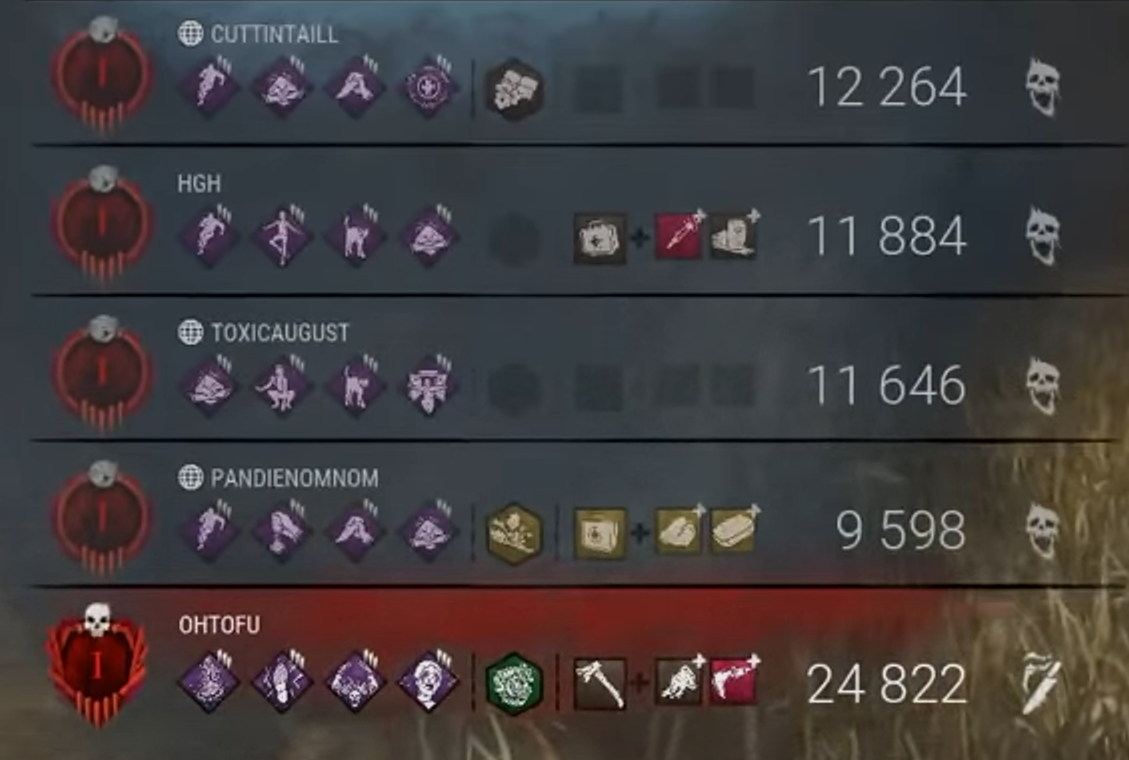 I
CUTTINTAILL
12 264
I
HGH
11 884
I
TOXICAUGUST
11 646
I
PANDIENOMNOM
9 598
I
OHTOFU
24 822